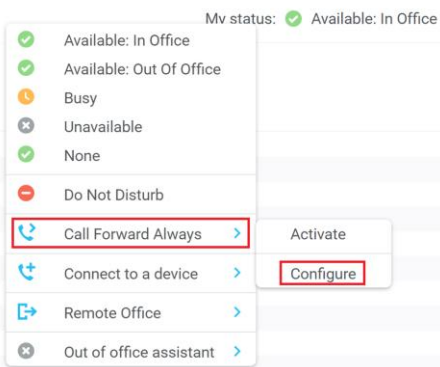 My status: Available: In Office
Available: In Office
Available: Out Of Office
Busy
Unavailable
None
Do Not Disturb
Call Forward Always
Activate
Connect to a device
Configure
Remote Office
Out of office assistant